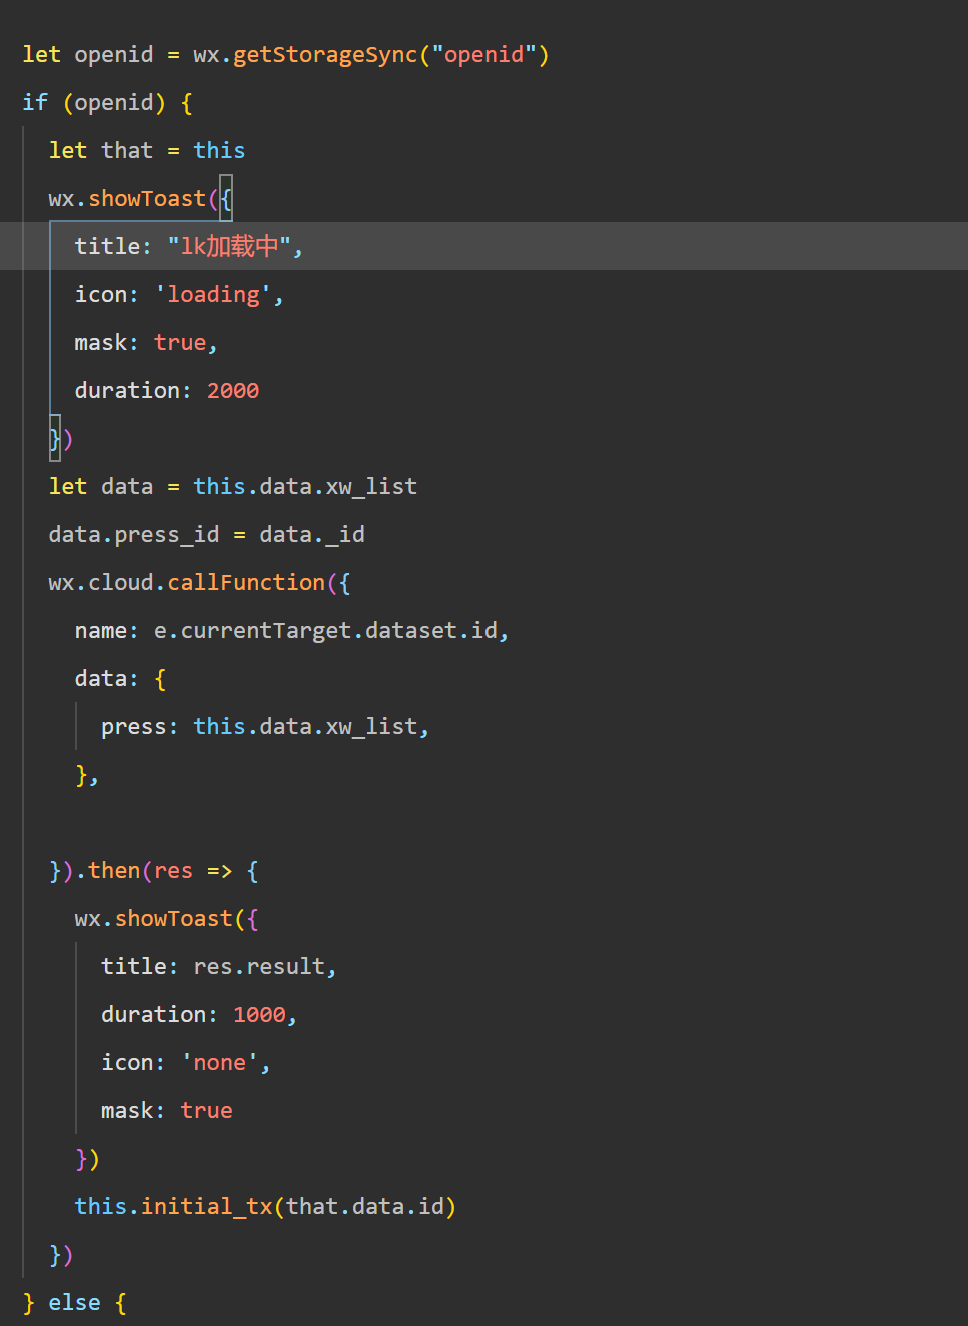 let openid = wx.getStorageSync("openid")
if (openid) {
let that = this
wx.showToast({
title: "lk加载中",
icon: 'loading',
mask: true,
duration: 2000
})
let data = this.data.xw_list
data.press_id = data._id
wx.cloud.callFunction({
name: e.currentTarget.dataset.id,
data: {
press: this.data.xw_list,
},
}).then(res => {
wx.showToast({
title: res.result,
duration: 1000,
icon: 'none',
mask: true
})
this.initial_tx(that.data.id)
})
} else {